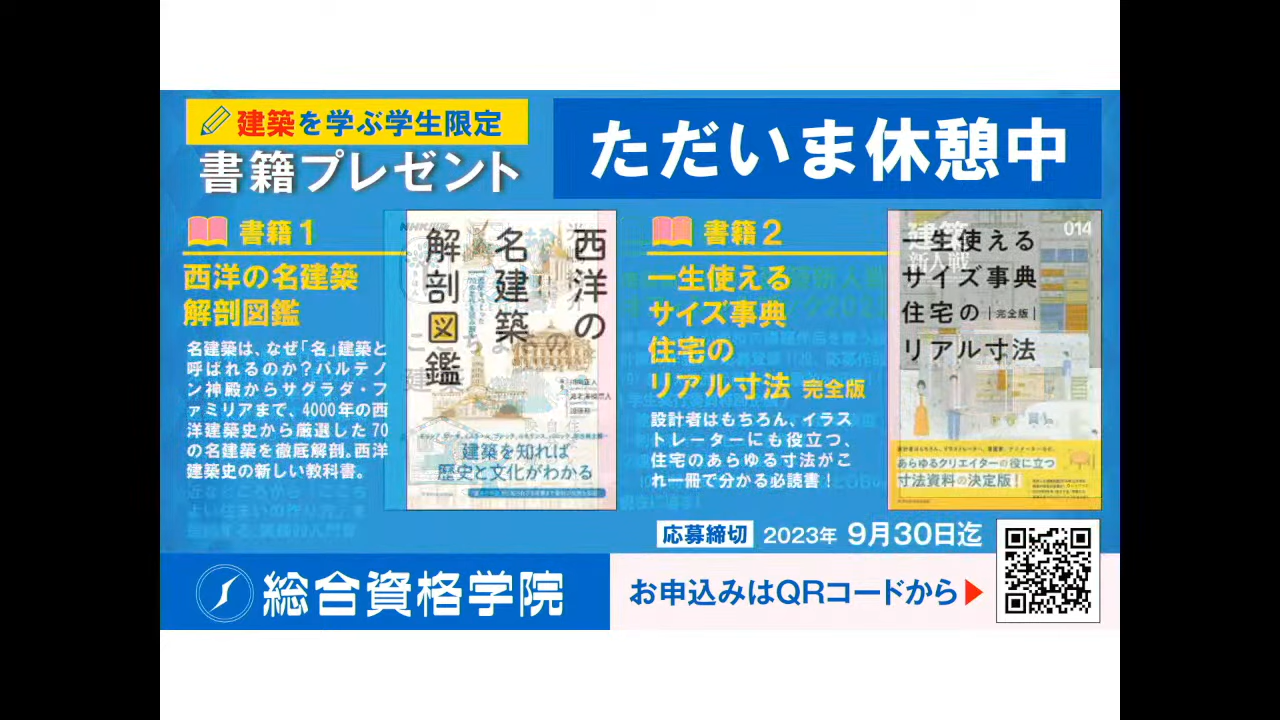 建築を学ぶ学生限定
書籍プレゼント
ただいま休憩中
書籍1
西洋の名建築
解剖図鑑
名建築は、なぜ「名」建築と
呼ばれるのか?パルテノ
ン神殿からサグラダ・フ
ァミリアまで、4000年の西
洋建築史から厳選した70
の名建築を徹底解剖。西洋
建築史の新しい教科書。
西洋の
名建築
解剖図鑑
建築を知れば
歴史と文化がわかる
書籍2
一生使える
サイズ事典
住宅の
リアル寸法 完全版
設計者はもちろん、イラス
トレーターにも役立つ、
住宅のあらゆる寸法がこ
れ一冊で分かる必読書!
014
建築
新人戦
一生使える
サイズ事典
住宅の|完全版|
リアル寸法
あらゆるクリエイターの役に立つ
寸法資料の決定版!
応募締切 2023年 9月30日迄
総合資格学院
お申込みはQRコードから